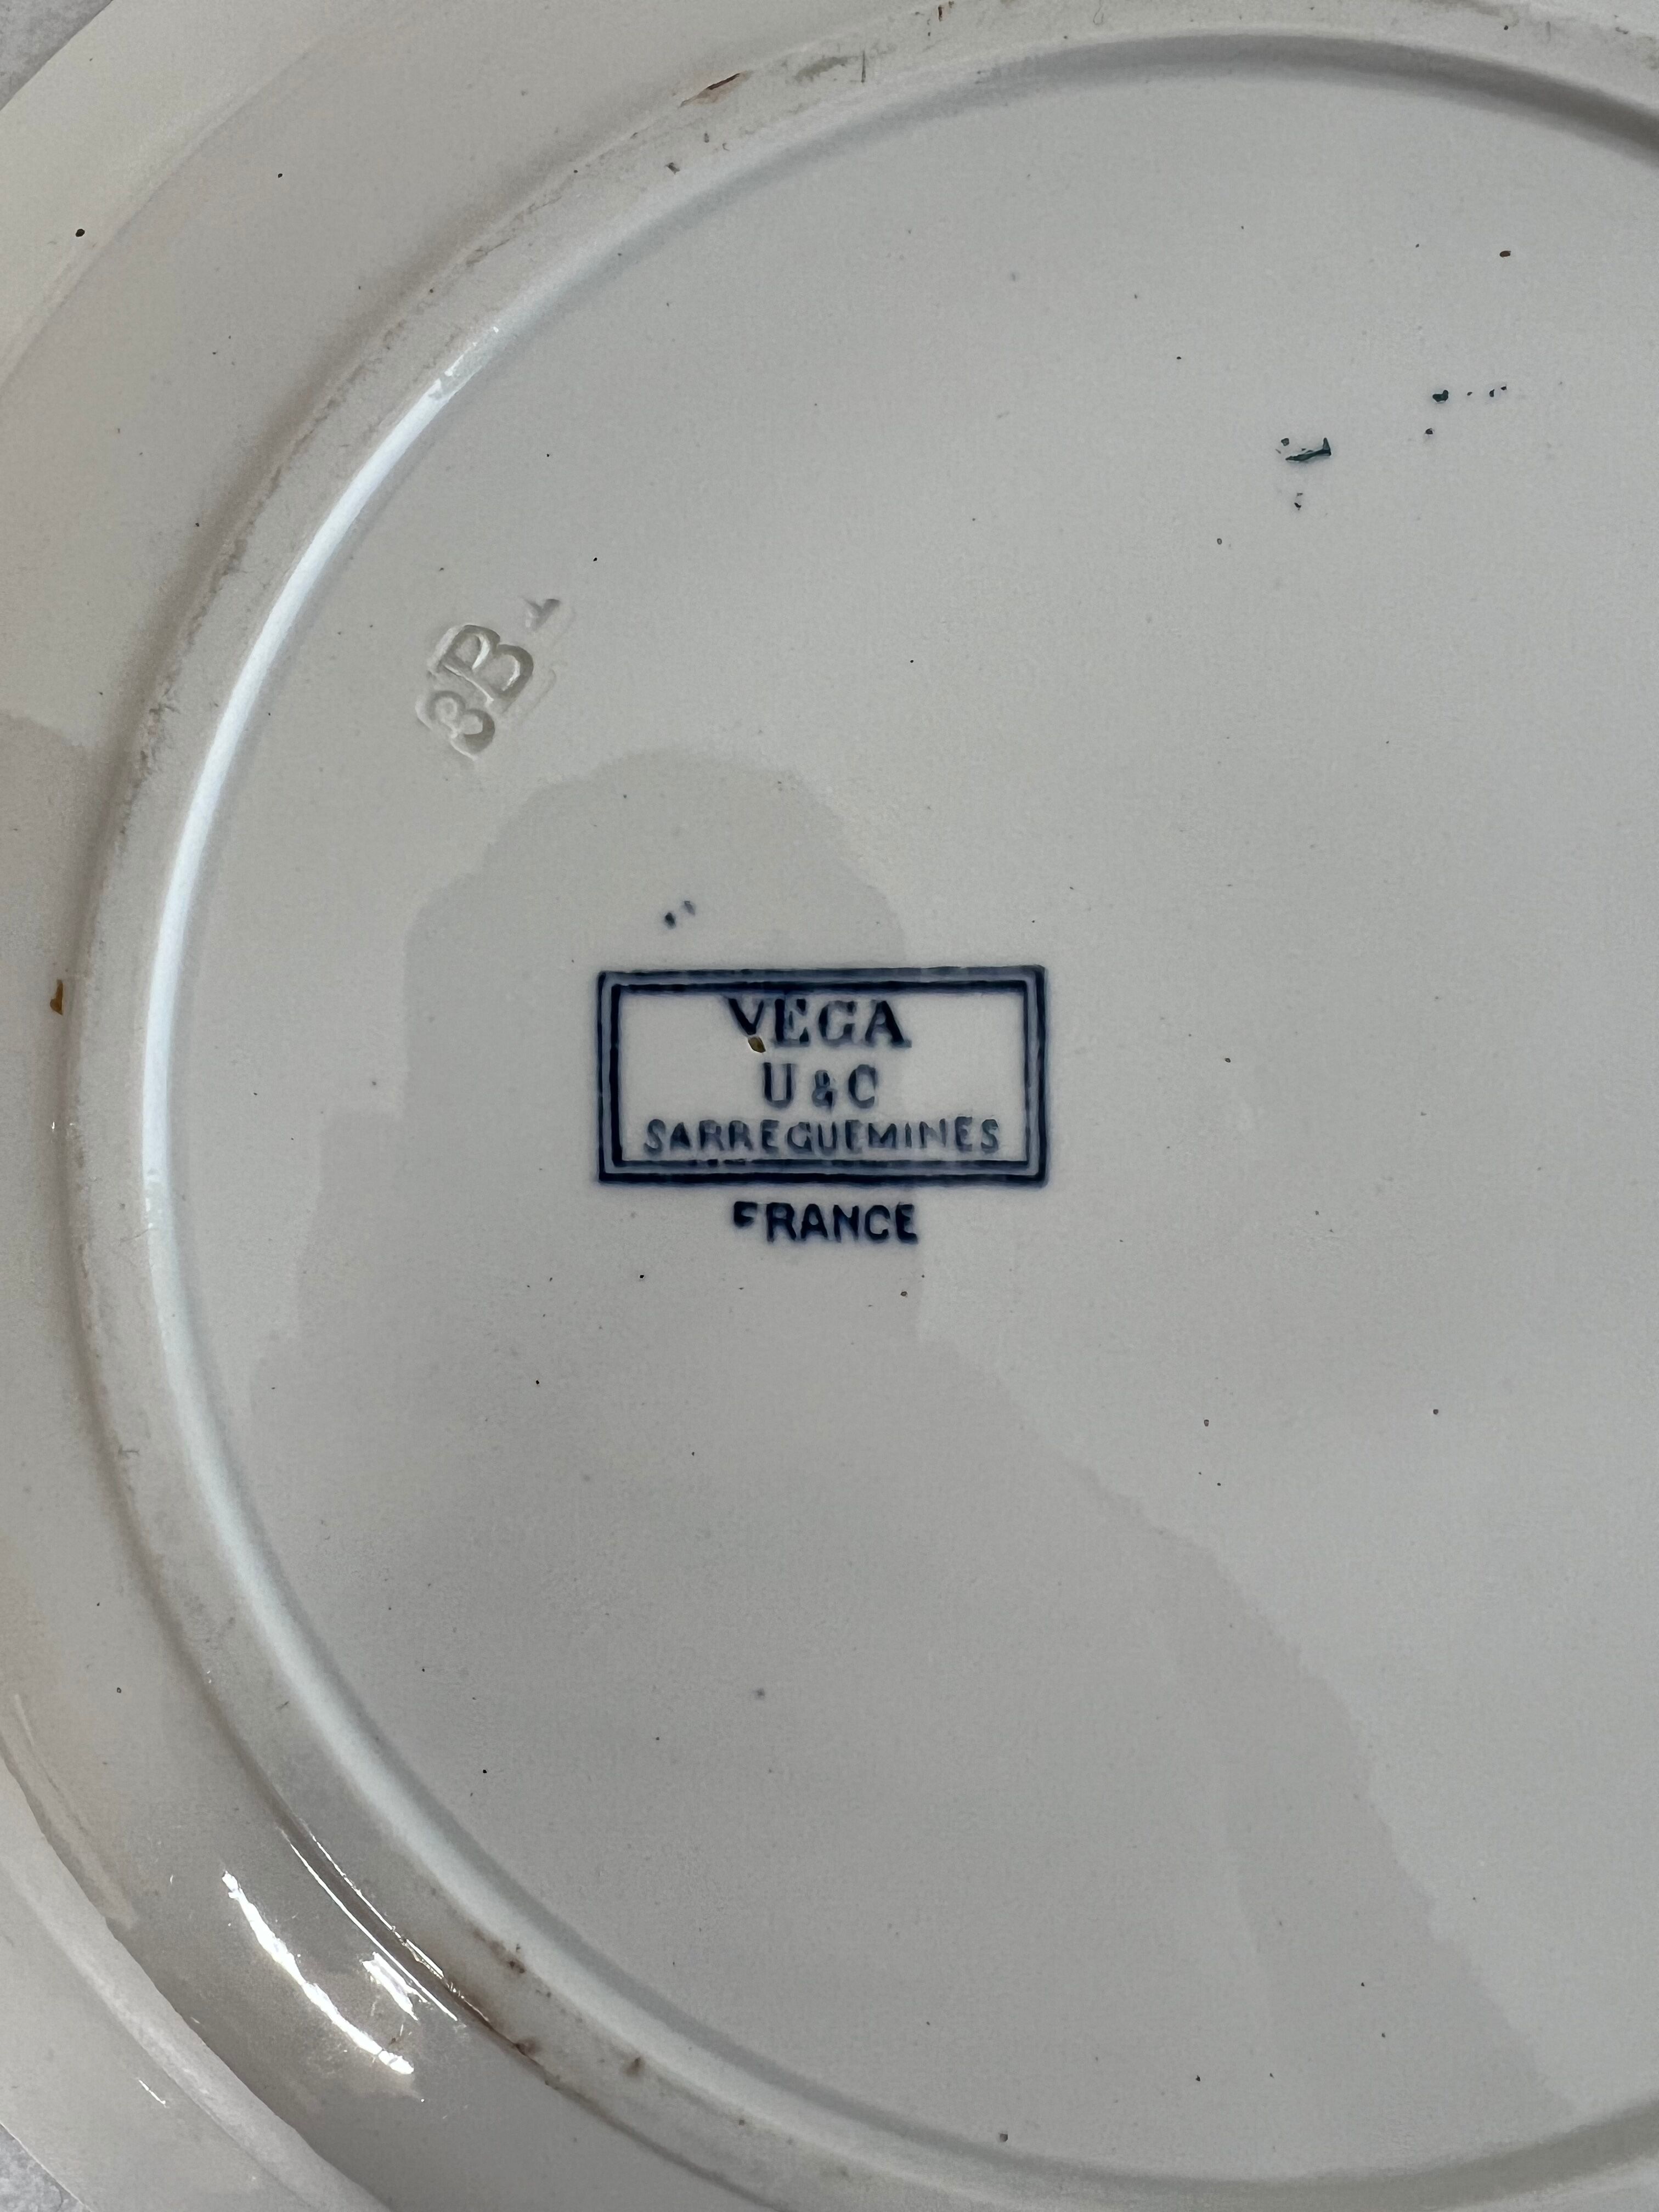 3B
VEGA
U & C
SARREGUEMINES
FRANCE